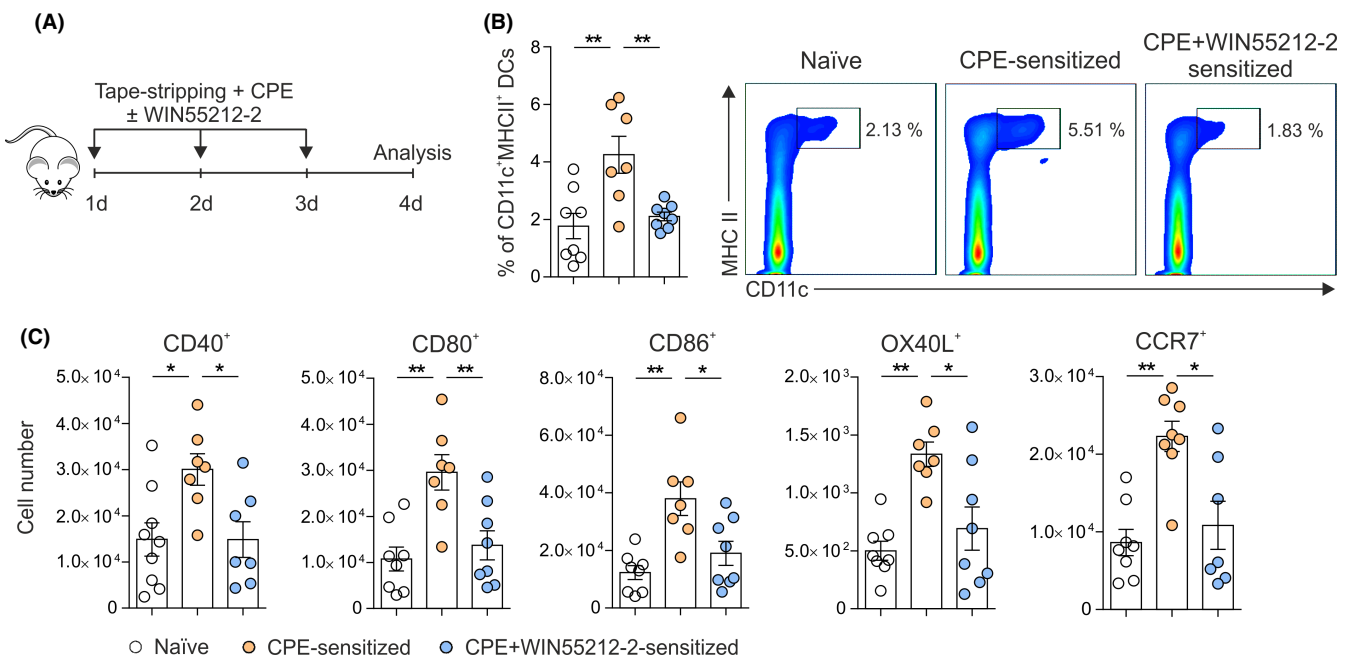 (A)
Tape-stripping + CPE
± WIN55212-2
Analysis
1d 2d 3d 4d
(B)
% of CD11c⁺MHCII⁺ DCs
8
6
4
2
0
** **
Naïve
CPE-sensitized
CPE+WIN55212-2
sensitized
2.13 %
5.51 %
1.83 %
MHC II
CD11c
(C)
Cell number
CD40⁺
* *
5.0× 10⁴
4.0× 10⁴
3.0× 10⁴
2.0× 10⁴
1.0× 10⁴
0
CD80⁺
** **
5.0× 10⁴
4.0× 10⁴
3.0× 10⁴
2.0× 10⁴
1.0× 10⁴
0
CD86⁺
** *
8.0× 10⁴
6.0× 10⁴
4.0× 10⁴
2.0× 10⁴
0
OX40L⁺
** *
2.0× 10³
1.5× 10³
1.0× 10³
5.0× 10²
0
CCR7⁺
** *
3.0× 10⁴
2.0× 10⁴
1.0× 10⁴
0
Naïve CPE-sensitized CPE+WIN55212-2-sensitized